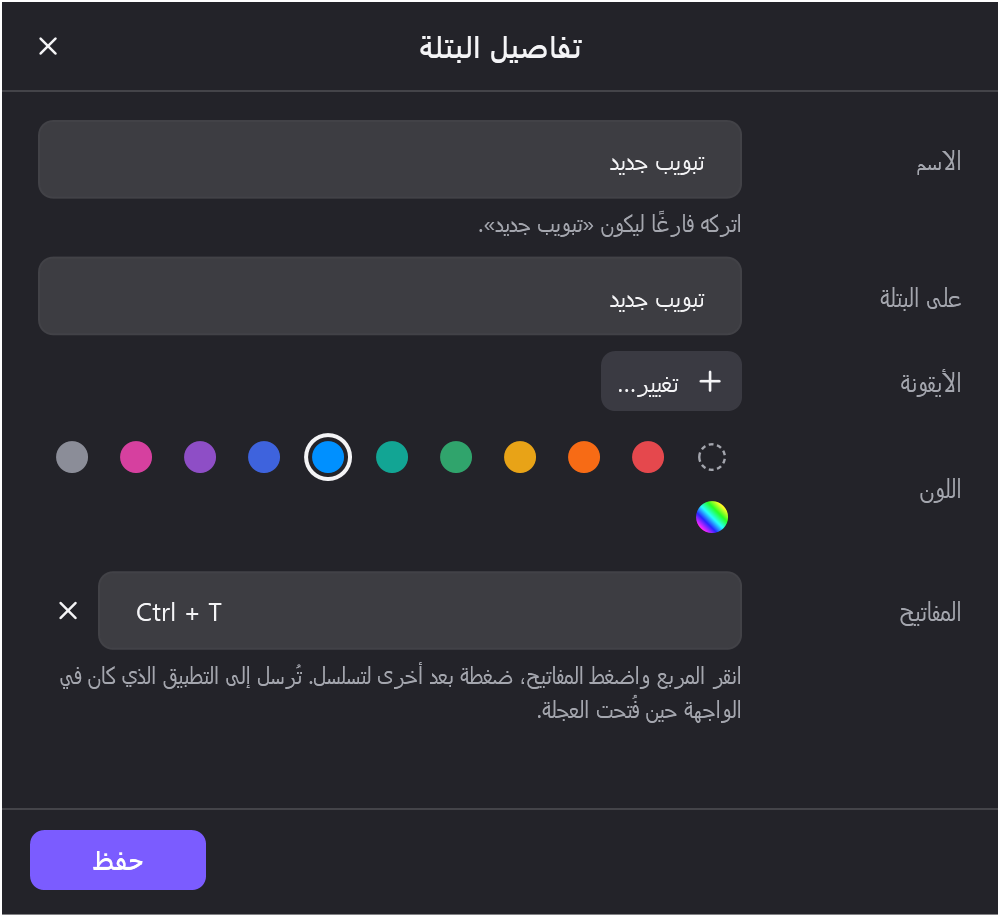 تفاصيل البتلة
الاسم
تبويب جديد
اتركه فارغًا ليكون «تبويب جديد».
على البتلة
تبويب جديد
الأيقونة
تغيير...
اللون
المفاتيح
Ctrl + T
انقر المربع واضغط المفاتيح، ضغطة بعد أخرى لتسلسل. تُرسل إلى التطبيق الذي كان في
الواجهة حين فُتحت العجلة.
حفظ